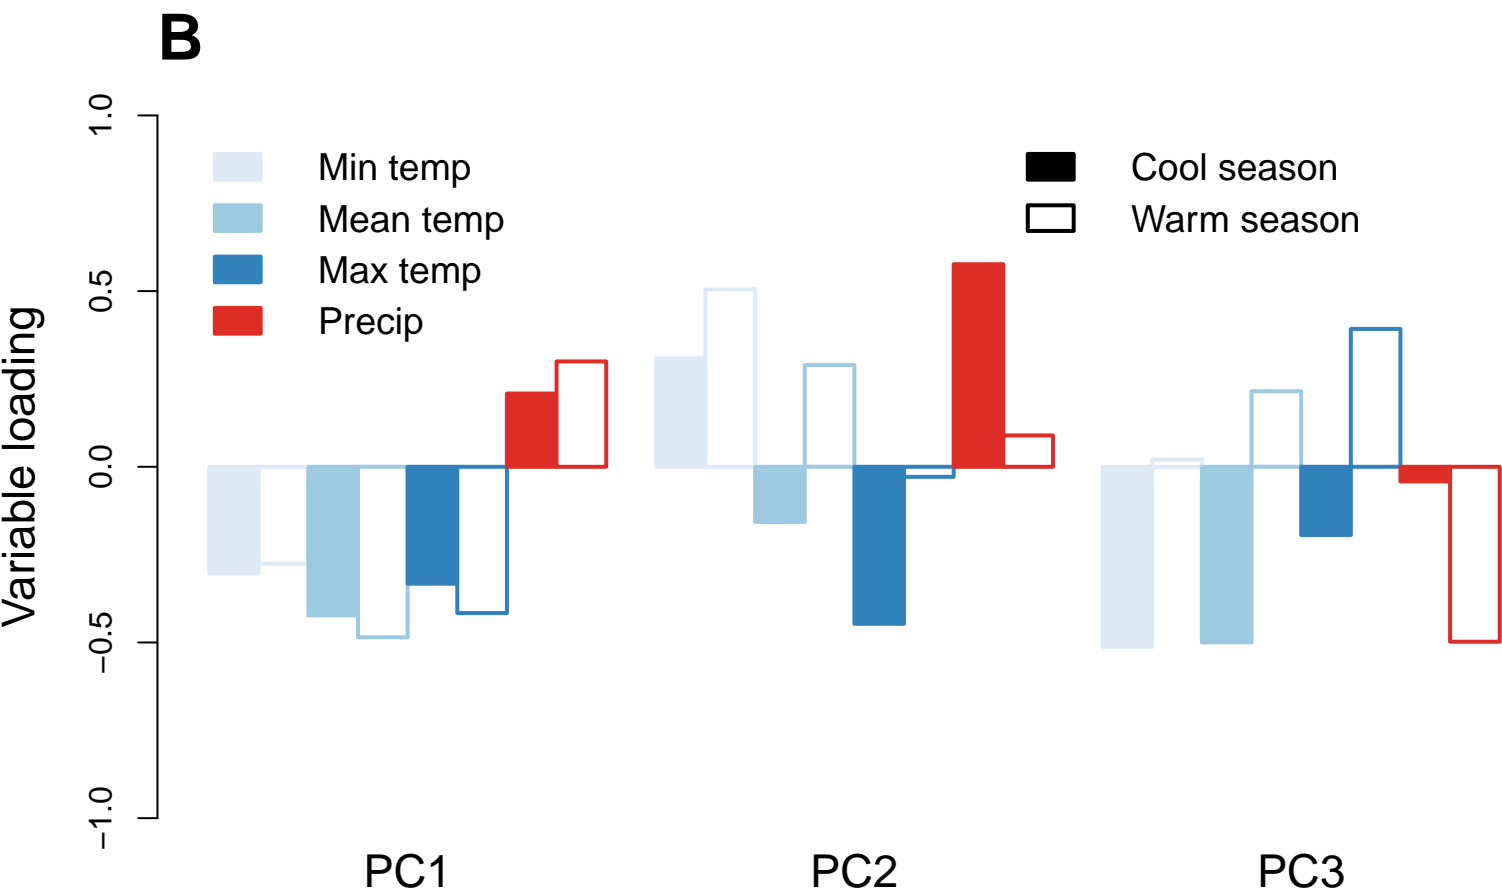 B
Variable loading
1.0
0.5
0.0
−0.5
−1.0
Min temp
Mean temp
Max temp
Precip
Cool season
Warm season
PC1
PC2
PC3